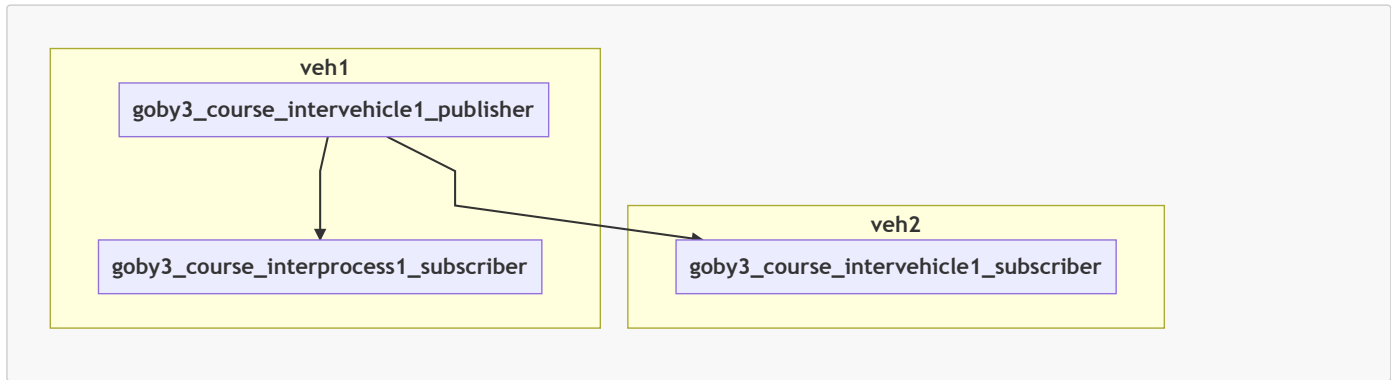 veh1
goby3_course_intervehicle1_publisher
goby3_course_interprocess1_subscriber
veh2
goby3_course_intervehicle1_subscriber